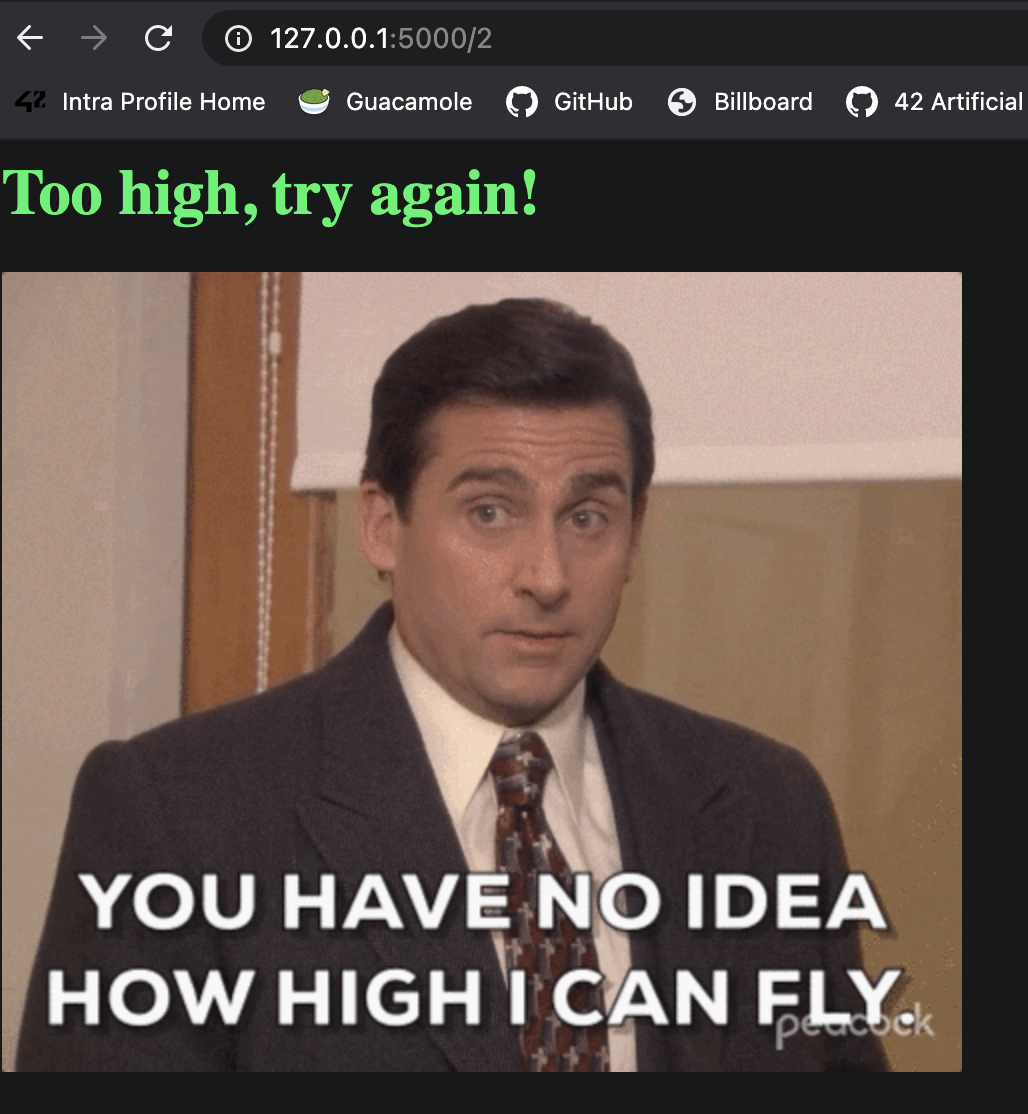 127.0.0.1:5000/2
42 Intra Profile Home Guacamole GitHub Billboard 42 Artificial
Too high, try again!
YOU HAVE NO IDEA
HOW HIGH I CAN FLY.
peacock